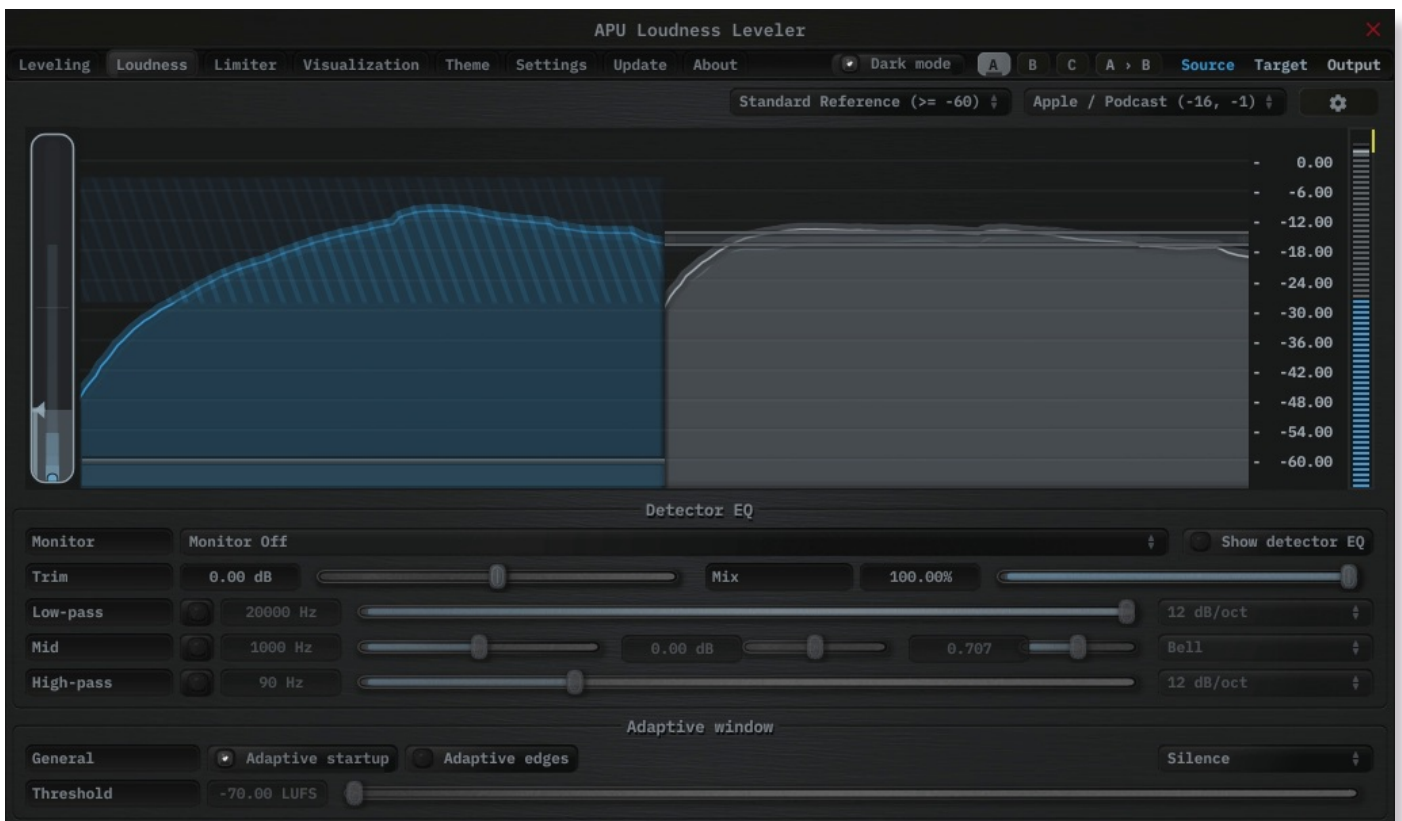 APU Loudness Leveler
Leveling Loudness Limiter Visualization Theme Settings Update About Dark mode A B C A › B Source Target Output
Standard Reference (>= -60) Apple / Podcast (-16, -1)
- 0.00
- -6.00
- -12.00
- -18.00
- -24.00
- -30.00
- -36.00
- -42.00
- -48.00
- -54.00
- -60.00
Detector EQ
Monitor Monitor Off Show detector EQ
Trim 0.00 dB Mix 100.00%
Low-pass 20000 Hz 12 dB/oct
Mid 1000 Hz 0.00 dB 0.707 Bell
High-pass 90 Hz 12 dB/oct
Adaptive window
General Adaptive startup Adaptive edges Silence
Threshold -70.00 LUFS